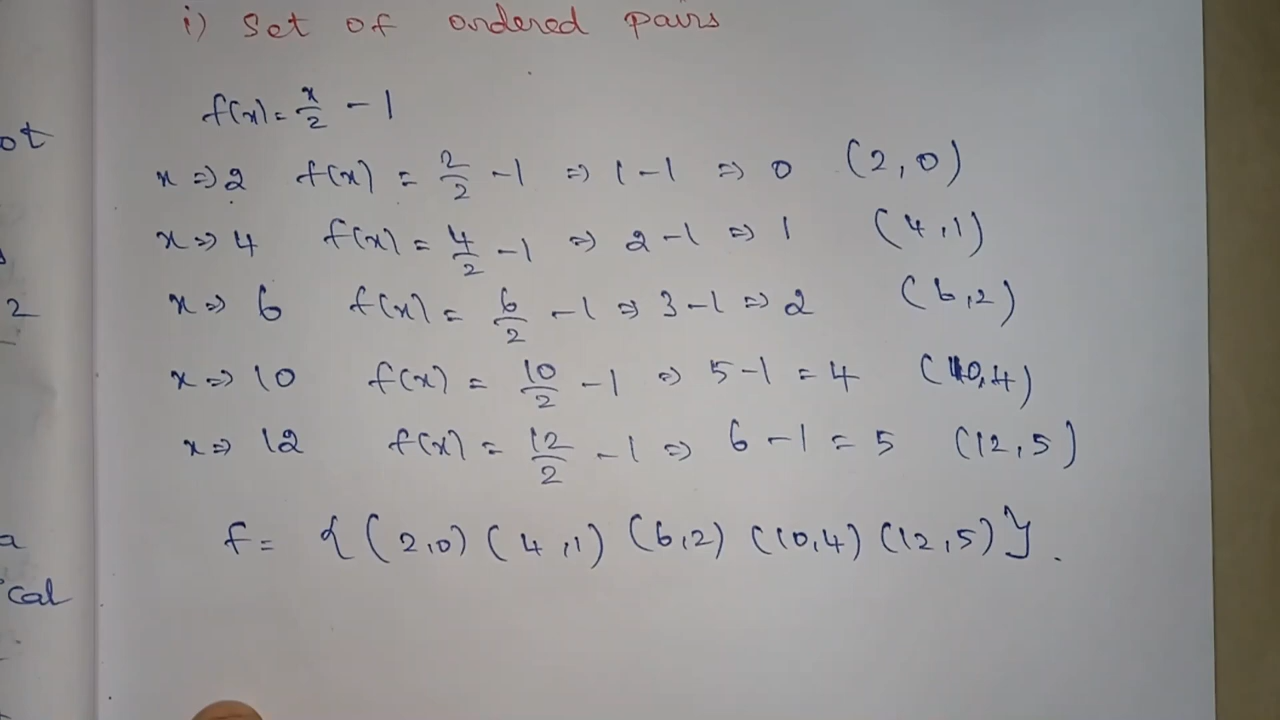 i) Set of ordered pairs
f(x) = x/2 - 1
x ⇒ 2 f(x) = 2/2 - 1 ⇒ 1 - 1 ⇒ 0 (2,0)
x ⇒ 4 f(x) = 4/2 - 1 ⇒ 2 - 1 ⇒ 1 (4,1)
x ⇒ 6 f(x) = 6/2 - 1 ⇒ 3 - 1 ⇒ 2 (6,2)
x ⇒ 10 f(x) = 10/2 - 1 ⇒ 5 - 1 = 4 (10,4)
x ⇒ 12 f(x) = 12/2 - 1 ⇒ 6 - 1 = 5 (12,5)
f = {(2,0) (4,1) (6,2) (10,4) (12,5)}.
ot
2
a
cal